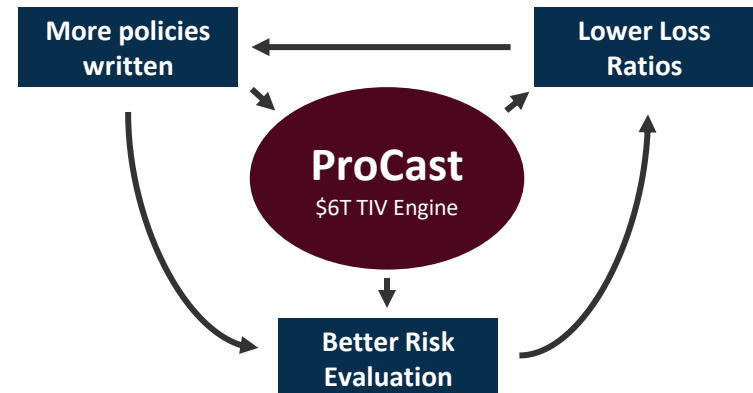 More policies
written
Lower Loss
Ratios
ProCast
$6T TIV Engine
Better Risk
Evaluation